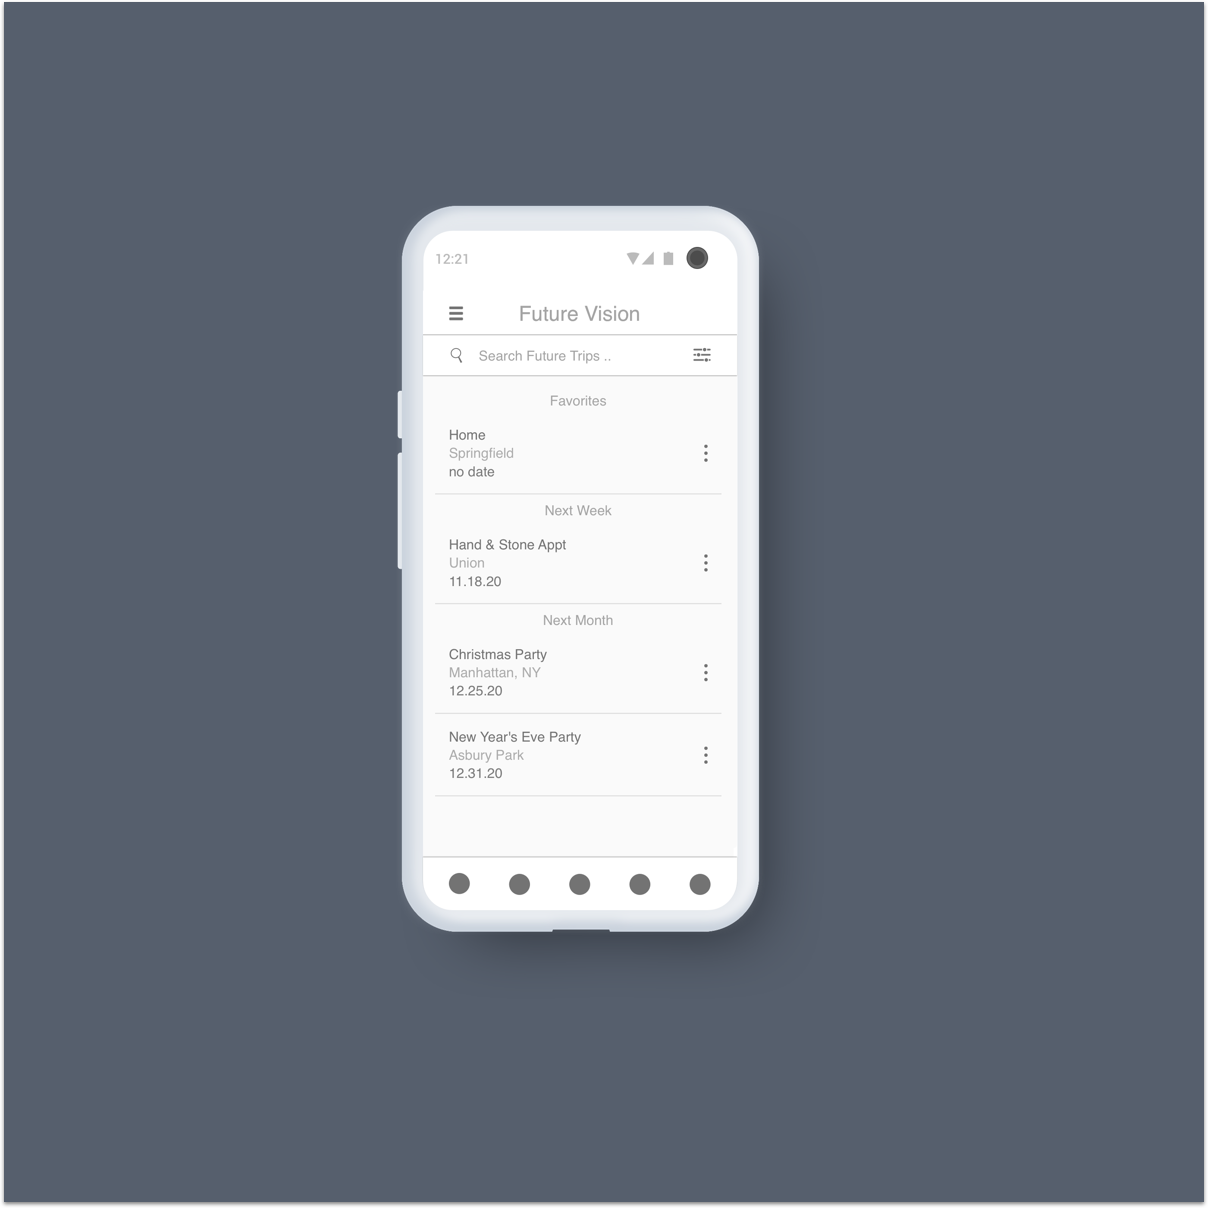 12:21
Future Vision
Search Future Trips ..
Favorites
Home
Springfield
no date
Next Week
Hand & Stone Appt
Union
11.18.20
Next Month
Christmas Party
Manhattan, NY
12.25.20
New Year's Eve Party
Asbury Park
12.31.20